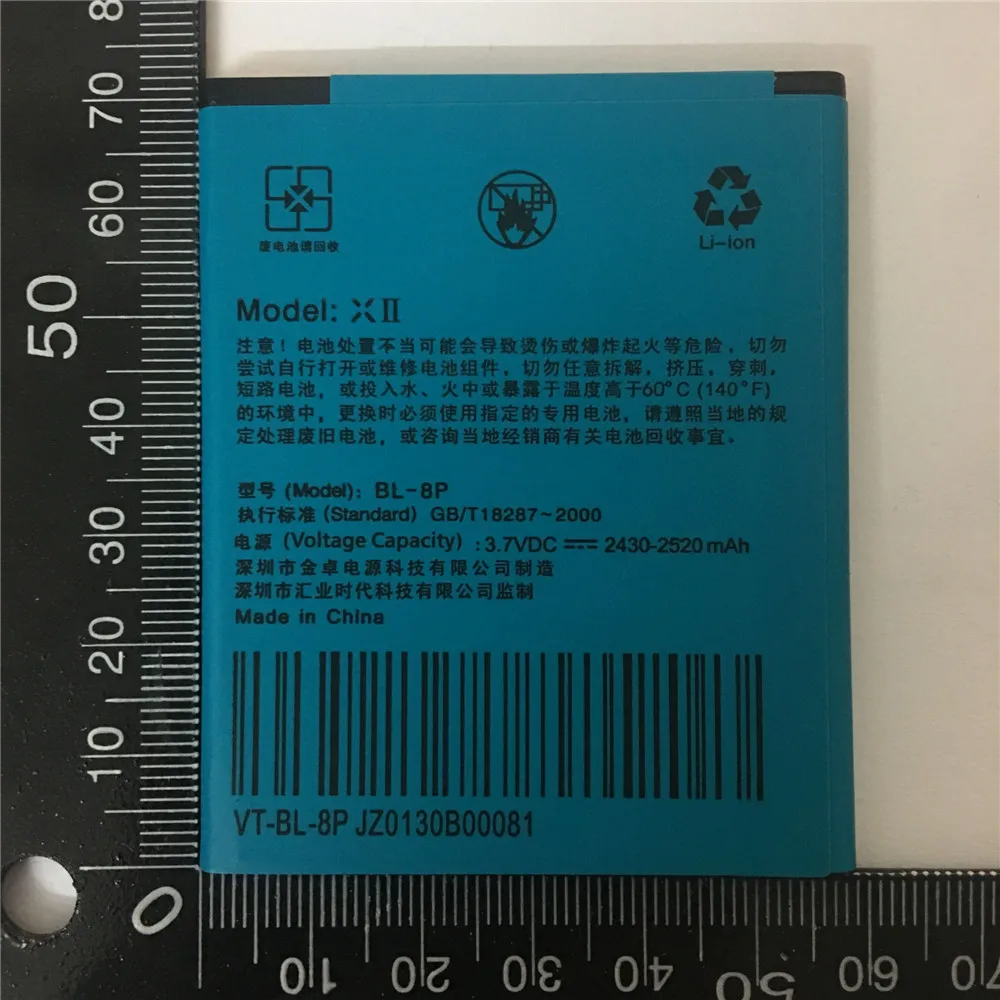 废电池请回收
Li-ion
Model: XII
注意！电池处置不当可能会导致烫伤或爆炸起火等危险，切勿
尝试自行打开或维修电池组件，切勿任意拆解，挤压，穿刺，
短路电池，或投入水、火中或暴露于温度高于60°C (140°F)
的环境中，更换时必须使用指定的专用电池，请遵照当地的规
定处理废旧电池，或咨询当地经销商有关电池回收事宜。
型号 (Model): BL-8P
执行标准 (Standard) GB/T18287~2000
电源 (Voltage Capacity) : 3.7VDC ⎓ 2430-2520mAh
深圳市金卓电源科技有限公司制造
深圳市汇业时代科技有限公司监制
Made in China
VT-BL-8P JZ0130B00081
8
70
60
50
40
30
20
10
0
10
20
30
40
50
60
70